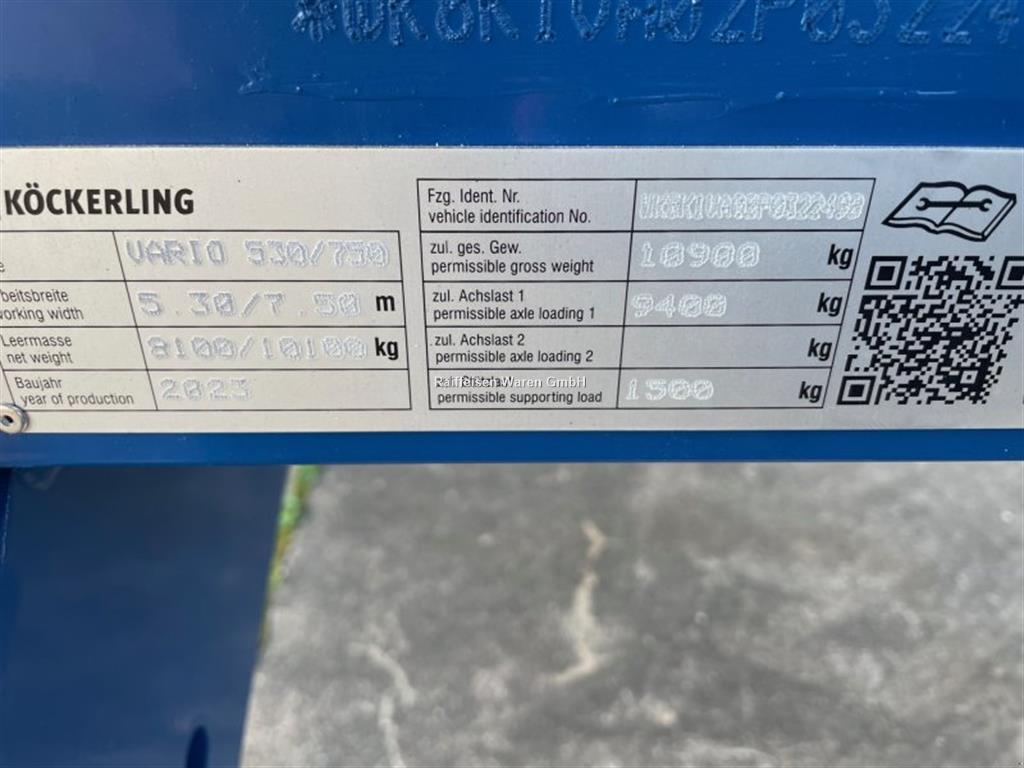 KÖCKERLING
VARIO 530/750
Arbeitsbreite
working width
5.30/7.50 m
Leermasse
net weight
8100/10100 kg
Baujahr
year of production
2023
Fzg. Ident. Nr.
vehicle identification No.
zul. ges. Gew.
permissible gross weight
10900 kg
zul. Achslast 1
permissible axle loading 1
9400 kg
zul. Achslast 2
permissible axle loading 2
kg
Raiffeisen Waren GmbH
permissible supporting load
1500 kg